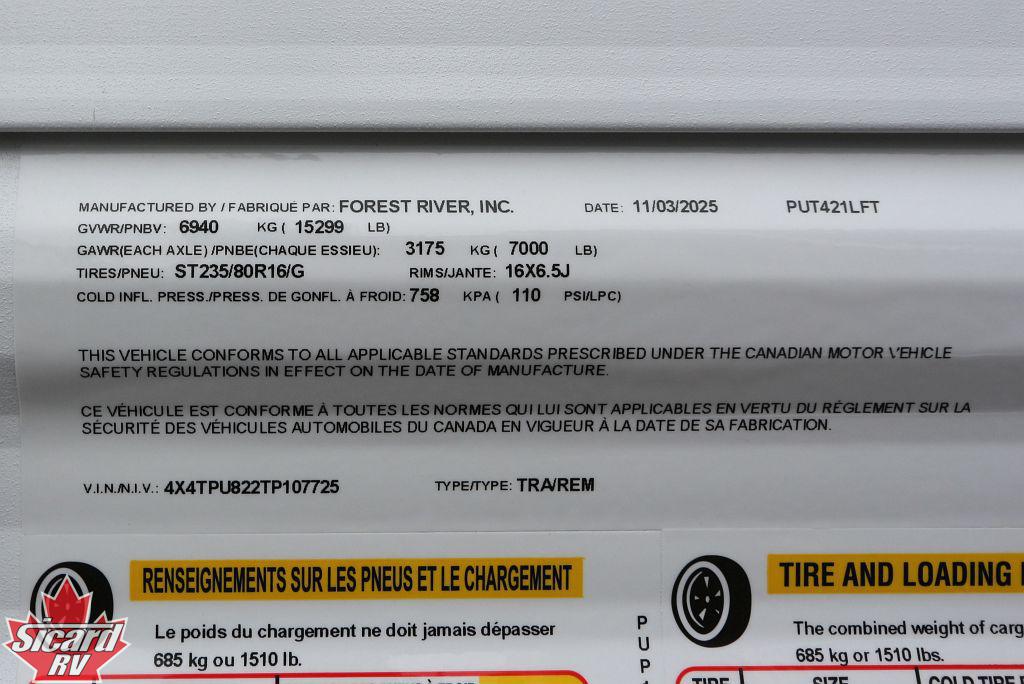 MANUFACTURED BY / FABRIQUÉ PAR: FOREST RIVER, INC. DATE: 11/03/2025 PUT421LFT
GVWR/PNBV: 6940 KG ( 15299 LB)
GAWR(EACH AXLE) /PNBE(CHAQUE ESSIEU): 3175 KG ( 7000 LB)
TIRES/PNEU: ST235/80R16/G RIMS/JANTE: 16X6.5J
COLD INFL. PRESS./PRESS. DE GONFL. À FROID: 758 KPA ( 110 PSI/LPC)
THIS VEHICLE CONFORMS TO ALL APPLICABLE STANDARDS PRESCRIBED UNDER THE CANADIAN MOTOR VEHICLE
SAFETY REGULATIONS IN EFFECT ON THE DATE OF MANUFACTURE.
CE VÉHICULE EST CONFORME À TOUTES LES NORMES QUI LUI SONT APPLICABLES EN VERTU DU RÉGLEMENT SUR LA
SÉCURITÉ DES VÉHICULES AUTOMOBILES DU CANADA EN VIGUEUR À LA DATE DE SA FABRICATION.
V.I.N./N.I.V.: 4X4TPU822TP107725 TYPE/TYPE: TRA/REM
RENSEIGNEMENTS SUR LES PNEUS ET LE CHARGEMENT
Le poids du chargement ne doit jamais dépasser
685 kg ou 1510 lb.
PUP
TIRE AND LOADING
The combined weight of carg
685 kg or 1510 lbs.
TIRE SIZE COLD TIRE
Sicard
RV